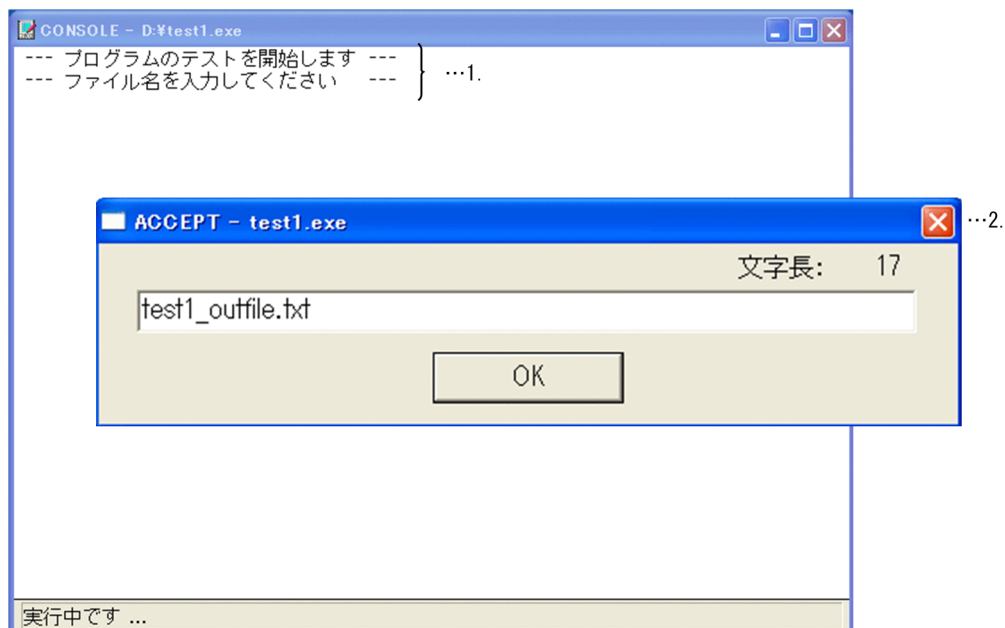 CONSOLE - D:¥test1.exe
--- プログラムのテストを開始します ---
--- ファイル名を入力してください ---
…1.
ACCEPT - test1.exe
…2.
文字長: 17
test1_outfile.txt
OK
実行中です ...